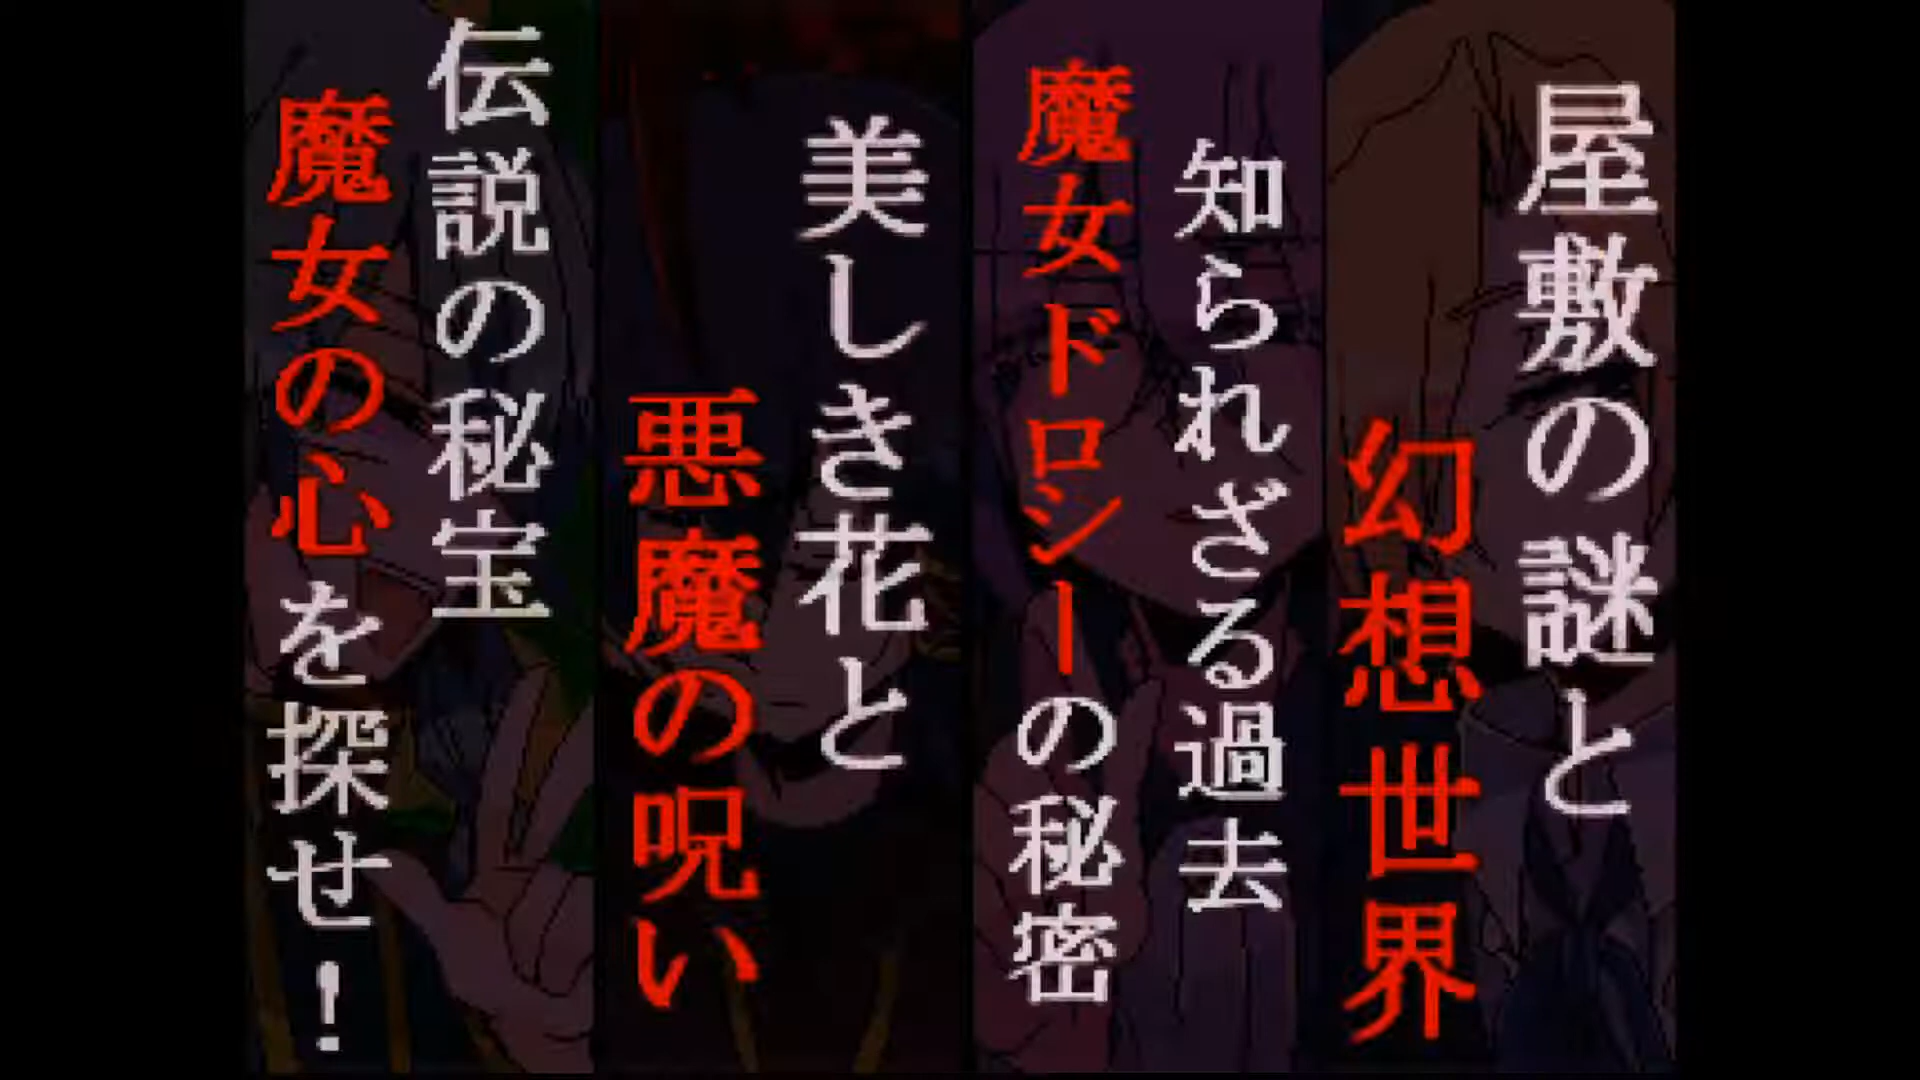 屋敷の謎と
幻想世界
知られざる過去
魔女ドロシーの秘密
美しき花と
悪魔の呪い
伝説の秘宝
魔女の心を探せ！